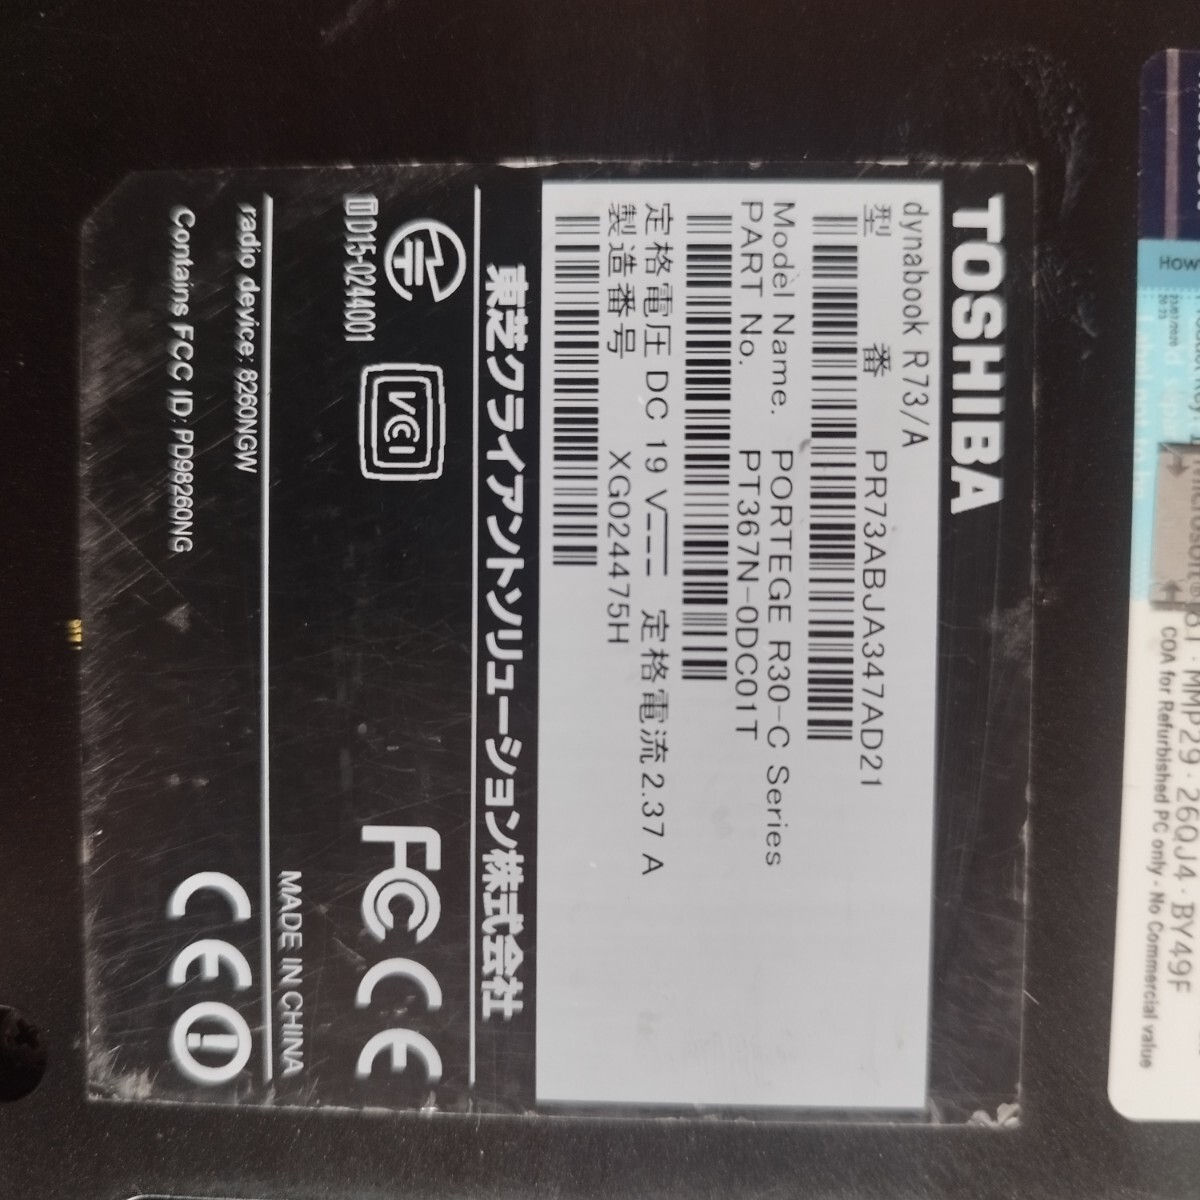 TOSHIBA
dynabook R73/A
型 番 PR73ABJA347AD21
Model Name. PORTEGE R30-C Series
PART No. PT367N-0DC01T
定格電圧 DC 19 V 定格電流 2.37 A
製造番号 XG024475H
東芝クライアントソリューション株式会社
VCCI
FC CE
D15-0244001
MADE IN CHINA
radio device: 8260NGW
Contains FCC ID: PD98260NG
CE
MMP29-26QJ4-BY49F
COA for Refurbished PC only - No Commercial value